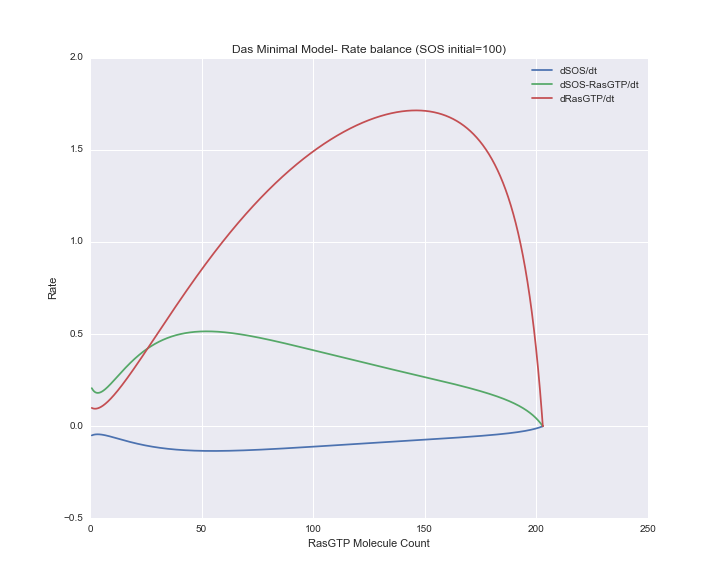 Das Minimal Model- Rate balance (SOS initial=100)
dSOS/dt
dSOS-RasGTP/dt
dRasGTP/dt
2.0
1.5
1.0
0.5
0.0
−0.5
Rate
0 50 100 150 200 250
RasGTP Molecule Count